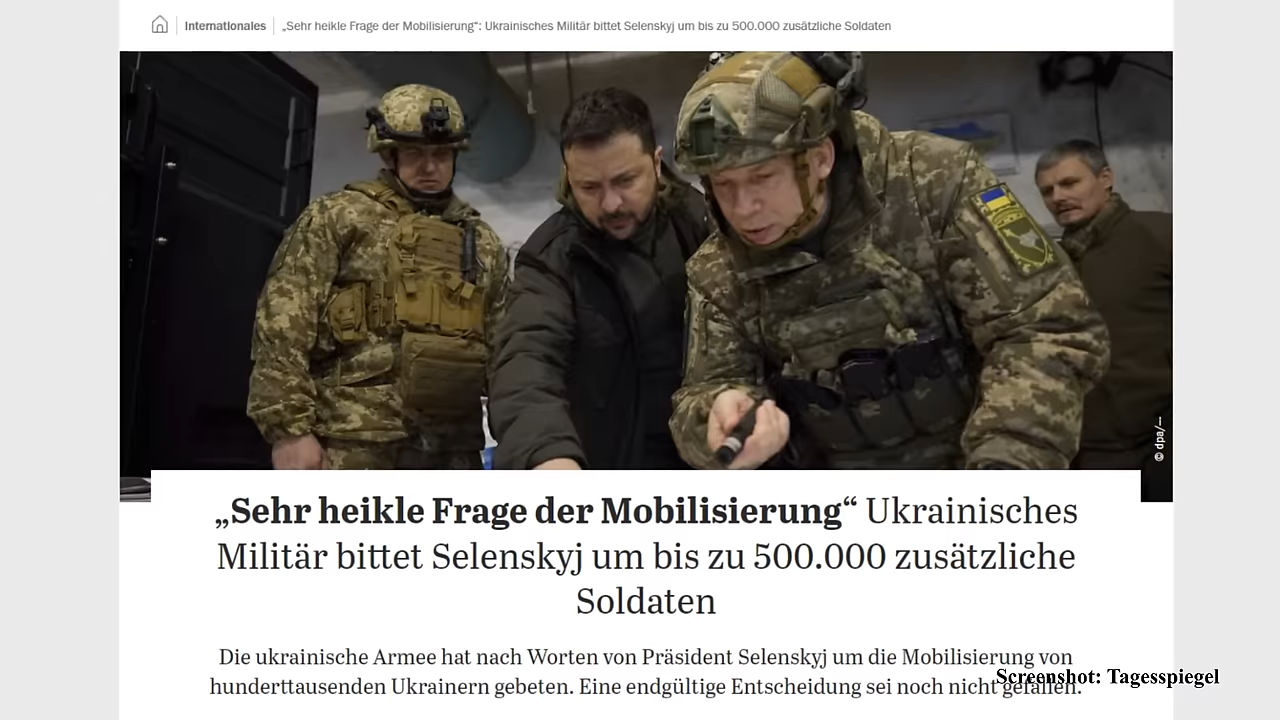 Internationales
„Sehr heikle Frage der Mobilisierung“: Ukrainisches Militär bittet Selenskyj um bis zu 500.000 zusätzliche Soldaten
© dpa/---
„Sehr heikle Frage der Mobilisierung“ Ukrainisches
Militär bittet Selenskyj um bis zu 500.000 zusätzliche
Soldaten
Die ukrainische Armee hat nach Worten von Präsident Selenskyj um die Mobilisierung von
hunderttausenden Ukrainern gebeten. Eine endgültige Entscheidung sei noch nicht gefallen.
Screenshot: Tagesspiegel